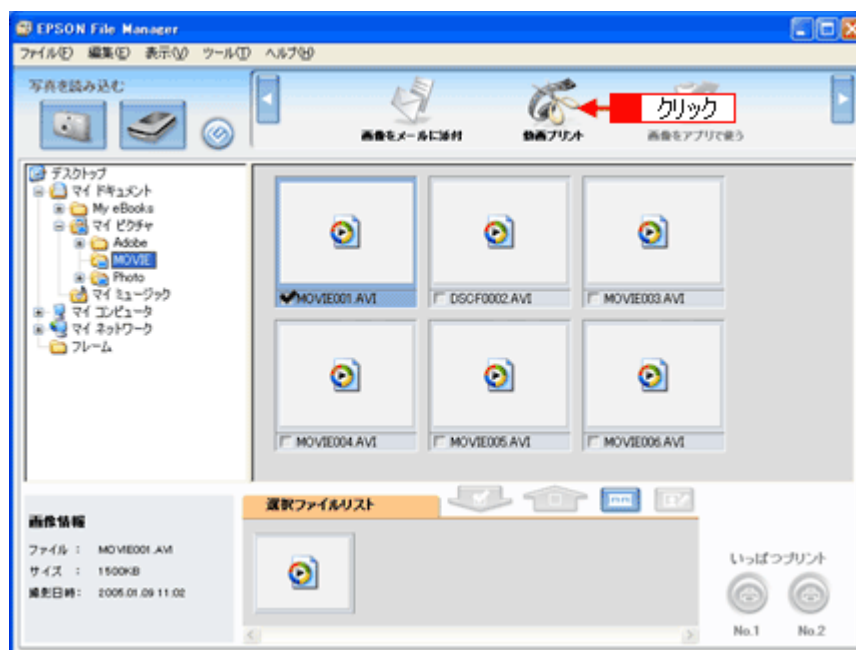 EPSON File Manager
ファイル(F) 編集(E) 表示(V) ツール(T) ヘルプ(H)
写真を読み込む
画像をメールに添付
動画プリント
クリック
画像をアプリで使う
デスクトップ
マイ ドキュメント
My eBooks
マイ ピクチャ
Adobe
MOVIE
Photo
マイ ミュージック
マイ コンピュータ
マイ ネットワーク
フレーム
MOVIE001.AVI
DSCF0002.AVI
MOVIE003.AVI
MOVIE004.AVI
MOVIE005.AVI
MOVIE006.AVI
選択ファイルリスト
画像情報
ファイル : MOVIE001.AVI
サイズ : 1500KB
撮影日時: 2005.01.09 11:02
いっぱつプリント
No.1 No.2